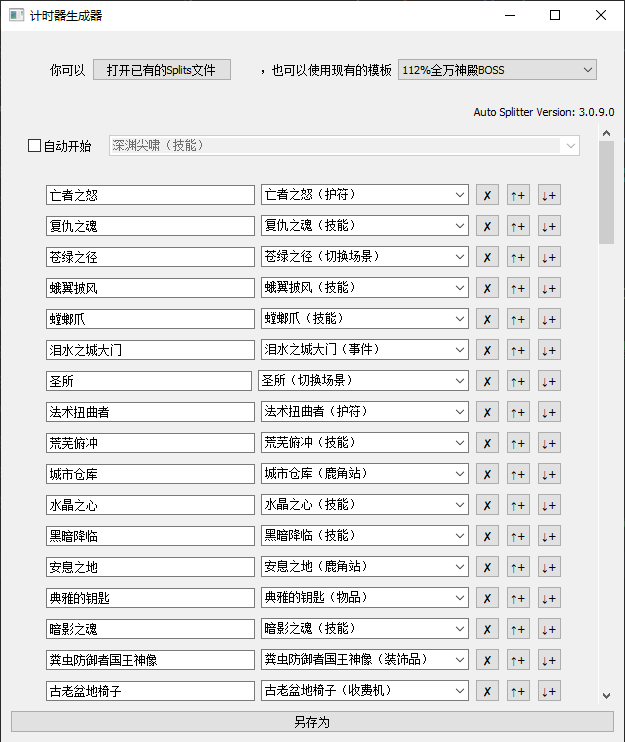 计时器生成器
你可以 打开已有的Splits文件 ，也可以使用现有的模板 112%全万神殿BOSS
Auto Splitter Version: 3.0.9.0
自动开始 深渊尖啸（技能）
亡者之怒 亡者之怒（护符） ✗ ↑+ ↓+
复仇之魂 复仇之魂（技能） ✗ ↑+ ↓+
苍绿之径 苍绿之径（切换场景） ✗ ↑+ ↓+
蛾翼披风 蛾翼披风（技能） ✗ ↑+ ↓+
螳螂爪 螳螂爪（技能） ✗ ↑+ ↓+
泪水之城大门 泪水之城大门（事件） ✗ ↑+ ↓+
圣所 圣所（切换场景） ✗ ↑+ ↓+
法术扭曲者 法术扭曲者（护符） ✗ ↑+ ↓+
荒芜俯冲 荒芜俯冲（技能） ✗ ↑+ ↓+
城市仓库 城市仓库（鹿角站） ✗ ↑+ ↓+
水晶之心 水晶之心（技能） ✗ ↑+ ↓+
黑暗降临 黑暗降临（技能） ✗ ↑+ ↓+
安息之地 安息之地（鹿角站） ✗ ↑+ ↓+
典雅的钥匙 典雅的钥匙（物品） ✗ ↑+ ↓+
暗影之魂 暗影之魂（技能） ✗ ↑+ ↓+
粪虫防御者国王神像 粪虫防御者国王神像（装饰品） ✗ ↑+ ↓+
古老盆地椅子 古老盆地椅子（收费机） ✗ ↑+ ↓+
另存为